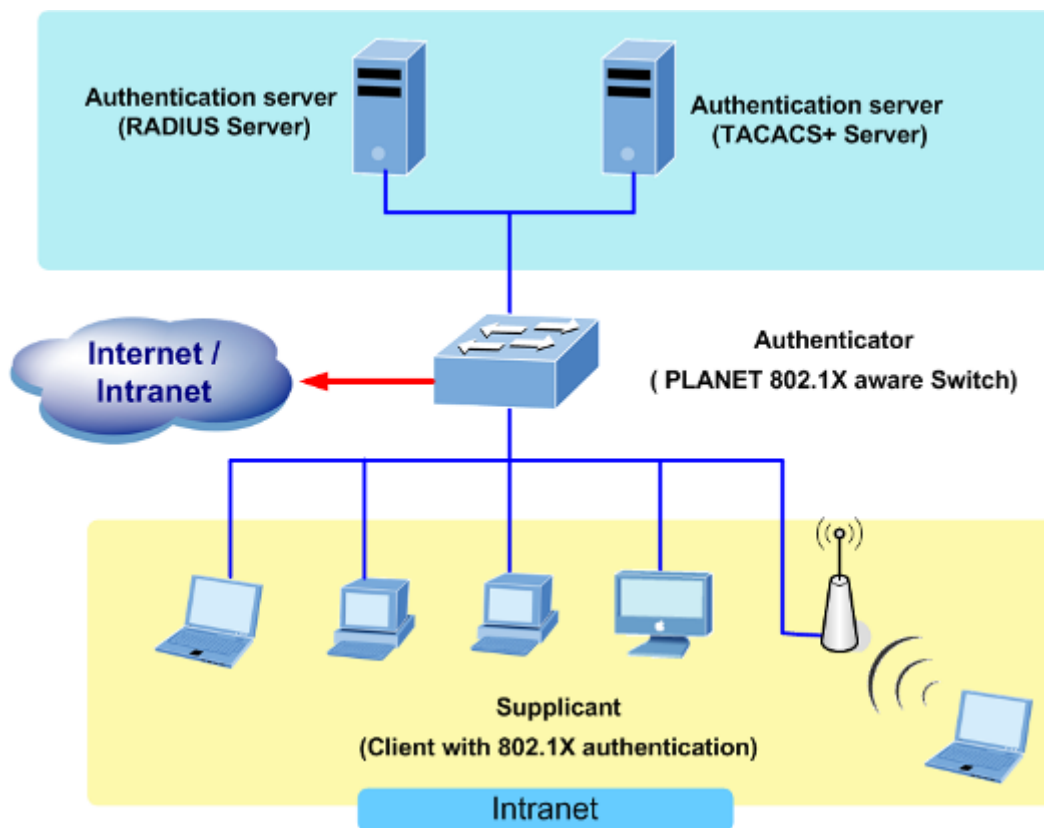 Authentication server
(RADIUS Server)
Authentication server
(TACACS+ Server)
Internet /
Intranet
Authenticator
( PLANET 802.1X aware Switch)
Supplicant
(Client with 802.1X authentication)
Intranet